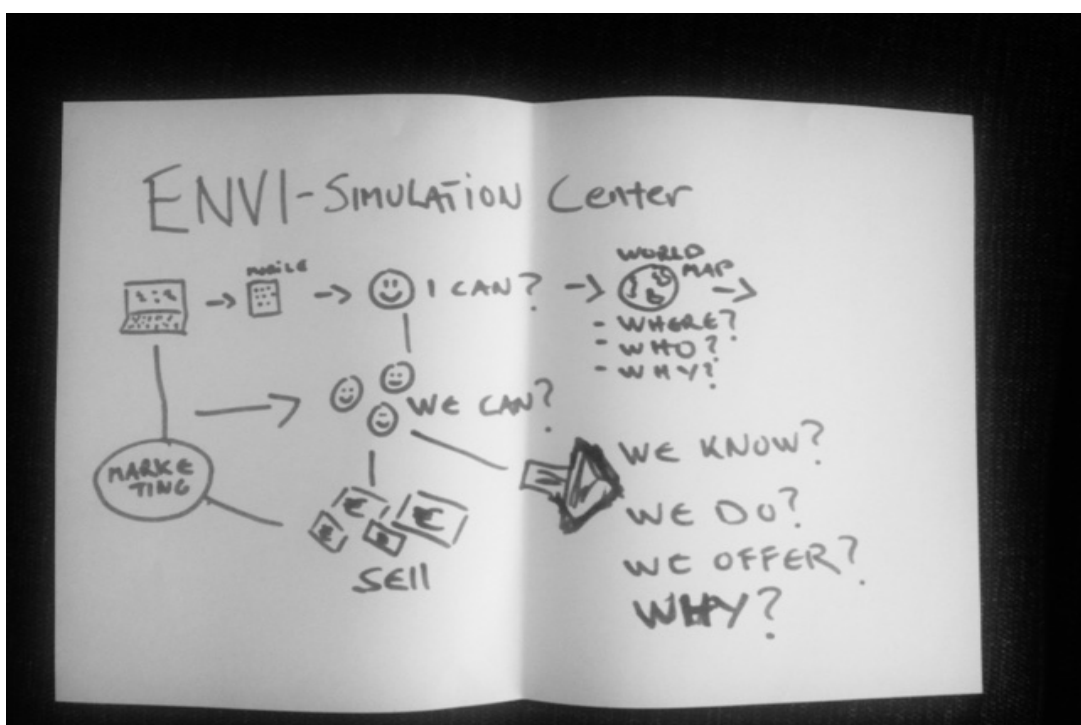 ENVI-SIMULATION Center
MOBILE
I CAN?
WORLD
MAP
- WHERE?
- WHO?
- WHY?
WE CAN?
MARKE
TING
€ € € €
SEll
WE KNOW?
WE DO?
WE OFFER?
WHY?